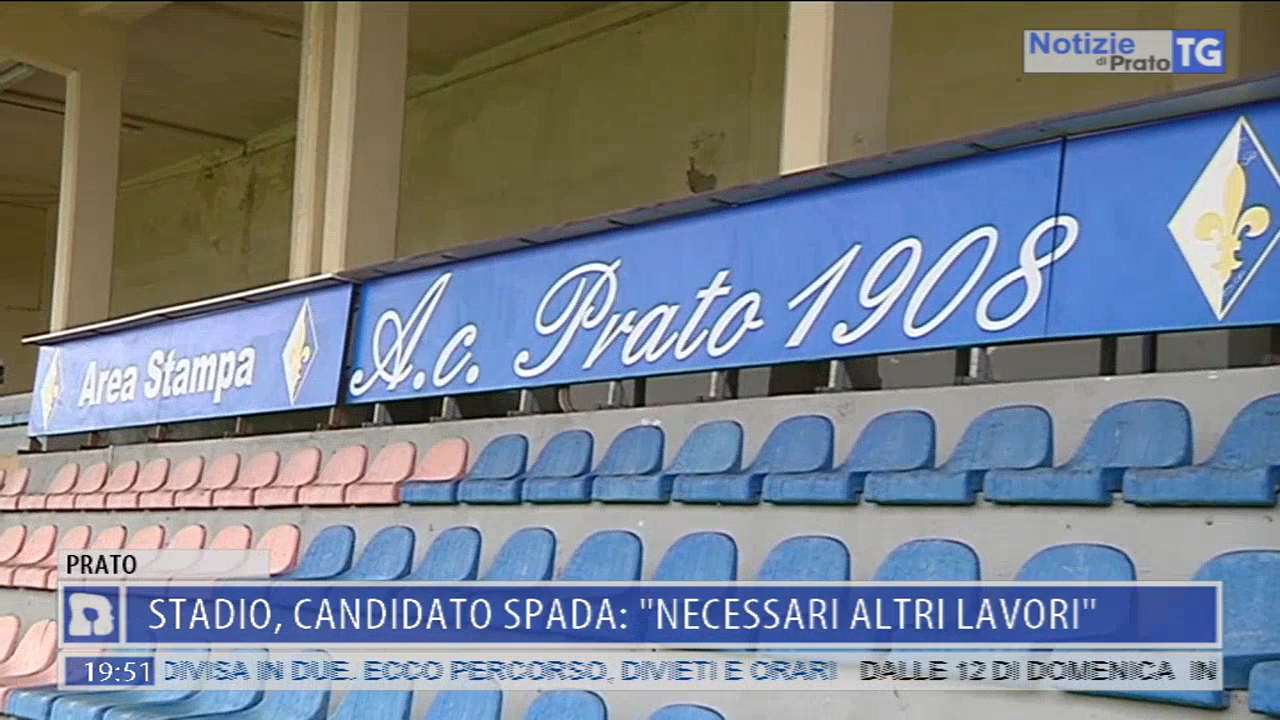 Notizie
di Prato TG
A.c. Prato 1908
Area Stampa
PRATO
STADIO, CANDIDATO SPADA: "NECESSARI ALTRI LAVORI"
19:51 DIVISA IN DUE. ECCO PERCORSO, DIVIETI E ORARI DALLE 12 DI DOMENICA IN